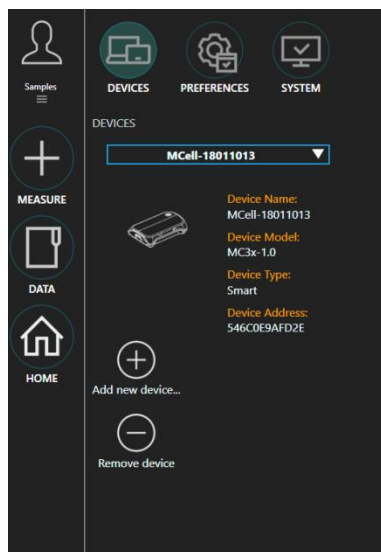 Samples
MEASURE
DATA
HOME
DEVICES PREFERENCES SYSTEM
DEVICES
MCell-18011013
Device Name:
MCell-18011013
Device Model:
MC3x-1.0
Device Type:
Smart
Device Address:
546C0E9AFD2E
Add new device...
Remove device